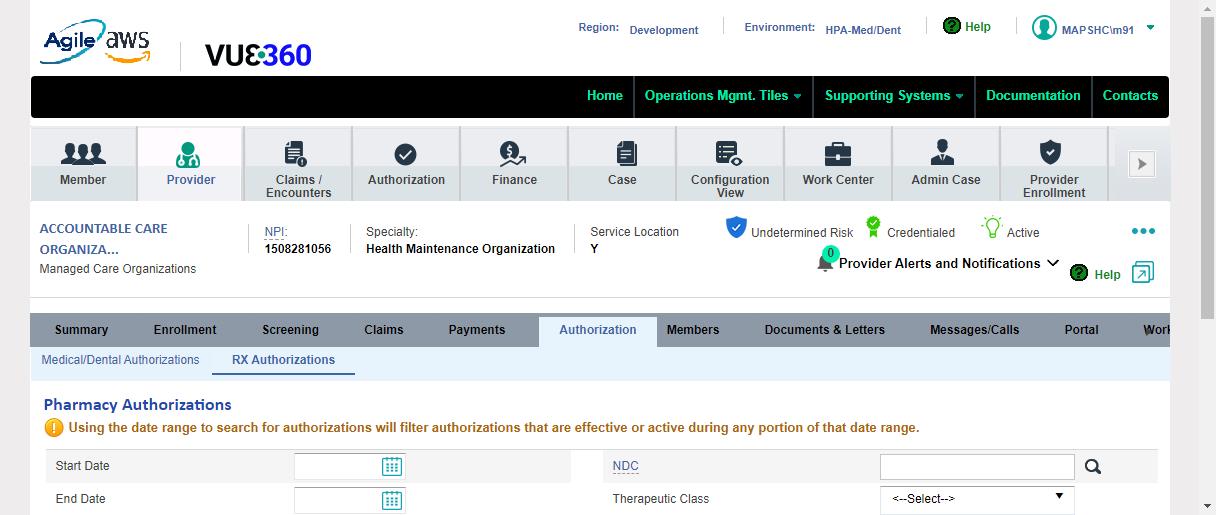 Agile aws
VUE360
Region: Development
Environment: HPA-Med/Dent
? Help
MAPSHC\m91
Home
Operations Mgmt. Tiles
Supporting Systems
Documentation
Contacts
Member
Provider
Claims /
Encounters
Authorization
Finance
Case
Configuration
View
Work Center
Admin Case
Provider
Enrollment
ACCOUNTABLE CARE
ORGANIZA...
Managed Care Organizations
NPI:
1508281056
Specialty:
Health Maintenance Organization
Service Location
Y
Undetermined Risk
Credentialed
Active
0
Provider Alerts and Notifications
? Help
Summary
Enrollment
Screening
Claims
Payments
Authorization
Members
Documents & Letters
Messages/Calls
Portal
Medical/Dental Authorizations
RX Authorizations
Pharmacy Authorizations
! Using the date range to search for authorizations will filter authorizations that are effective or active during any portion of that date range.
Start Date
NDC
End Date
Therapeutic Class
<--Select-->